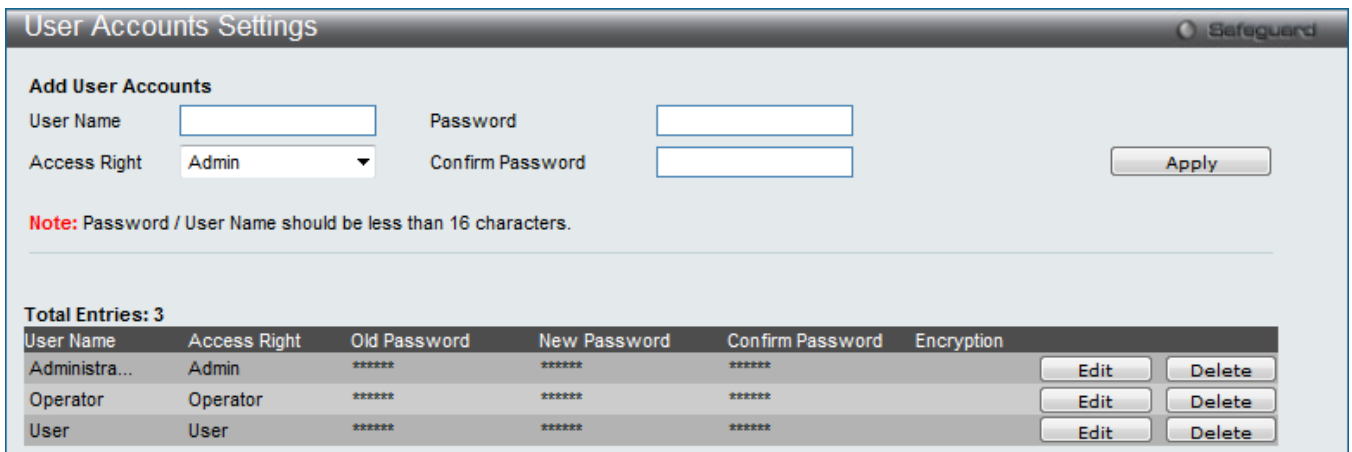 User Accounts Settings Safeguard
Add User Accounts
User Name Password
Access Right Admin Confirm Password Apply
Note: Password / User Name should be less than 16 characters.
Total Entries: 3
User Name Access Right Old Password New Password Confirm Password Encryption
Administra... Admin ****** ****** ****** Edit Delete
Operator Operator ****** ****** ****** Edit Delete
User User ****** ****** ****** Edit Delete